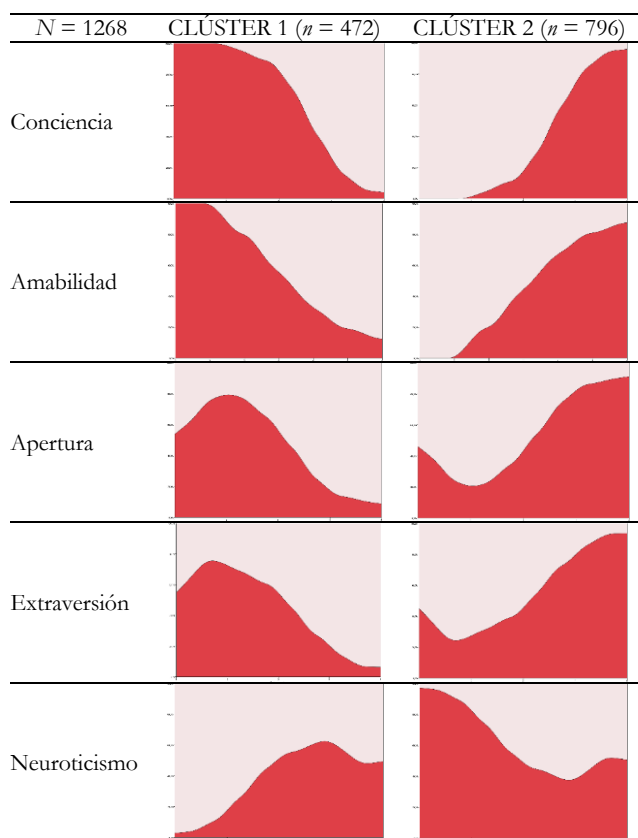 N = 1268 CLÚSTER 1 (n = 472) CLÚSTER 2 (n = 796)
Conciencia
Amabilidad
Apertura
Extraversión
Neuroticismo